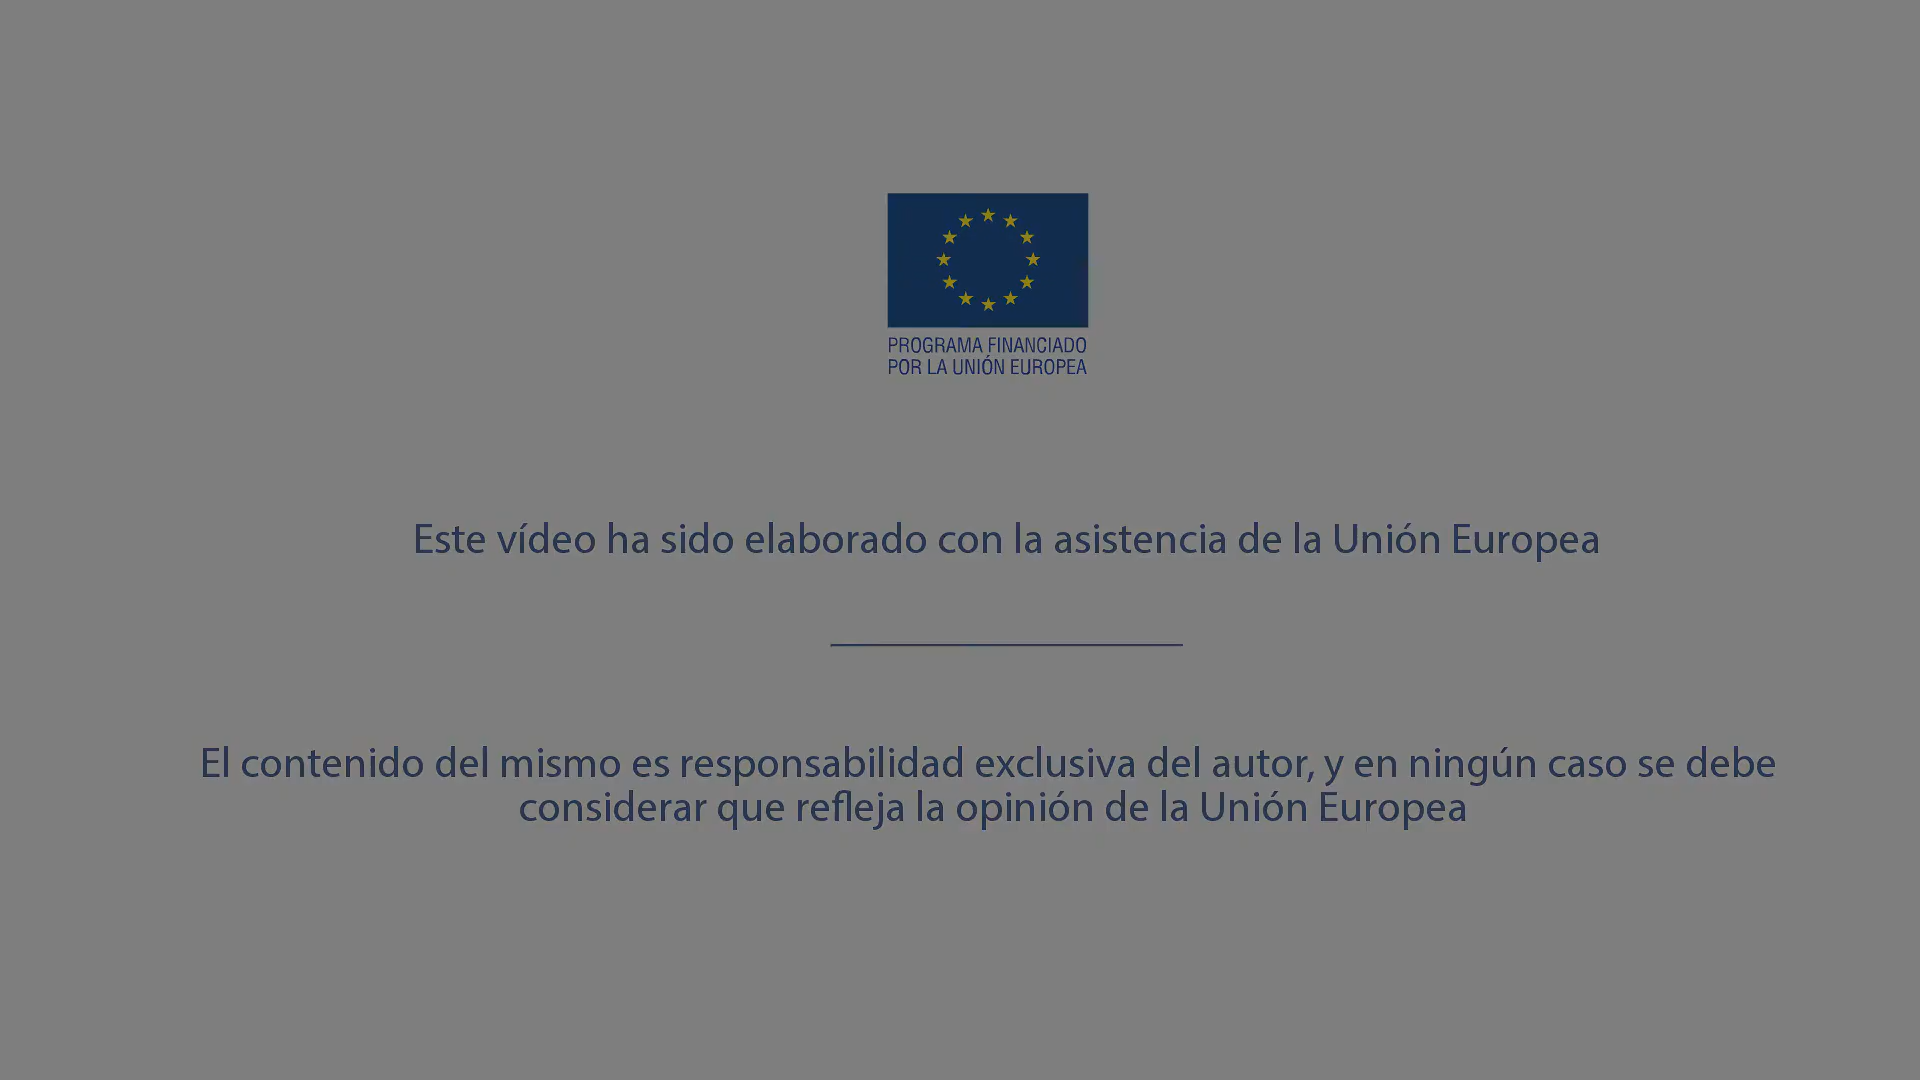 PROGRAMA FINANCIADO
POR LA UNIÓN EUROPEA
Este vídeo ha sido elaborado con la asistencia de la Unión Europea
El contenido del mismo es responsabilidad exclusiva del autor, y en ningún caso se debe
considerar que refleja la opinión de la Unión Europea